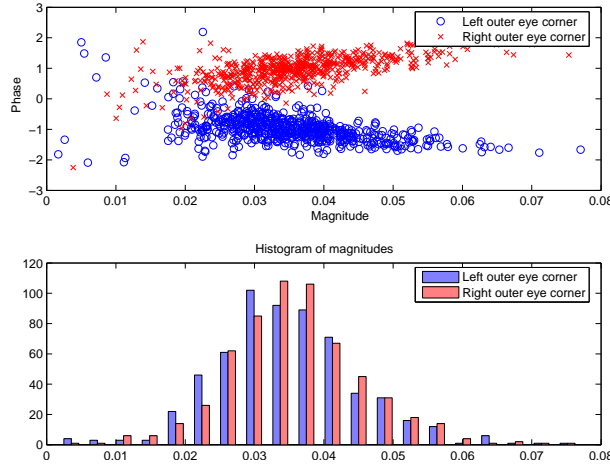 3
2
1
0
−1
−2
−3
Phase
0 0.01 0.02 0.03 0.04 0.05 0.06 0.07 0.08
Magnitude
Left outer eye corner
Right outer eye corner
Histogram of magnitudes
120
100
80
60
40
20
0
0 0.01 0.02 0.03 0.04 0.05 0.06 0.07 0.08
Left outer eye corner
Right outer eye corner